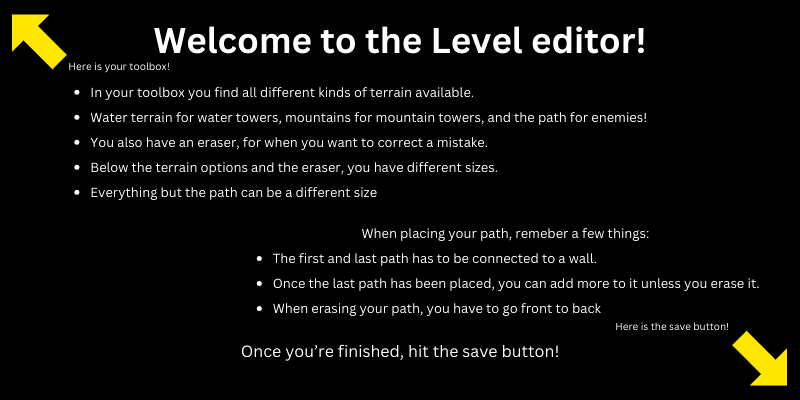 Welcome to the Level editor!
Here is your toolbox!
In your toolbox you find all different kinds of terrain available.
Water terrain for water towers, mountains for mountain towers, and the path for enemies!
You also have an eraser, for when you want to correct a mistake.
Below the terrain options and the eraser, you have different sizes.
Everything but the path can be a different size
When placing your path, remeber a few things:
The first and last path has to be connected to a wall.
Once the last path has been placed, you can add more to it unless you erase it.
When erasing your path, you have to go front to back
Here is the save button!
Once you’re finished, hit the save button!